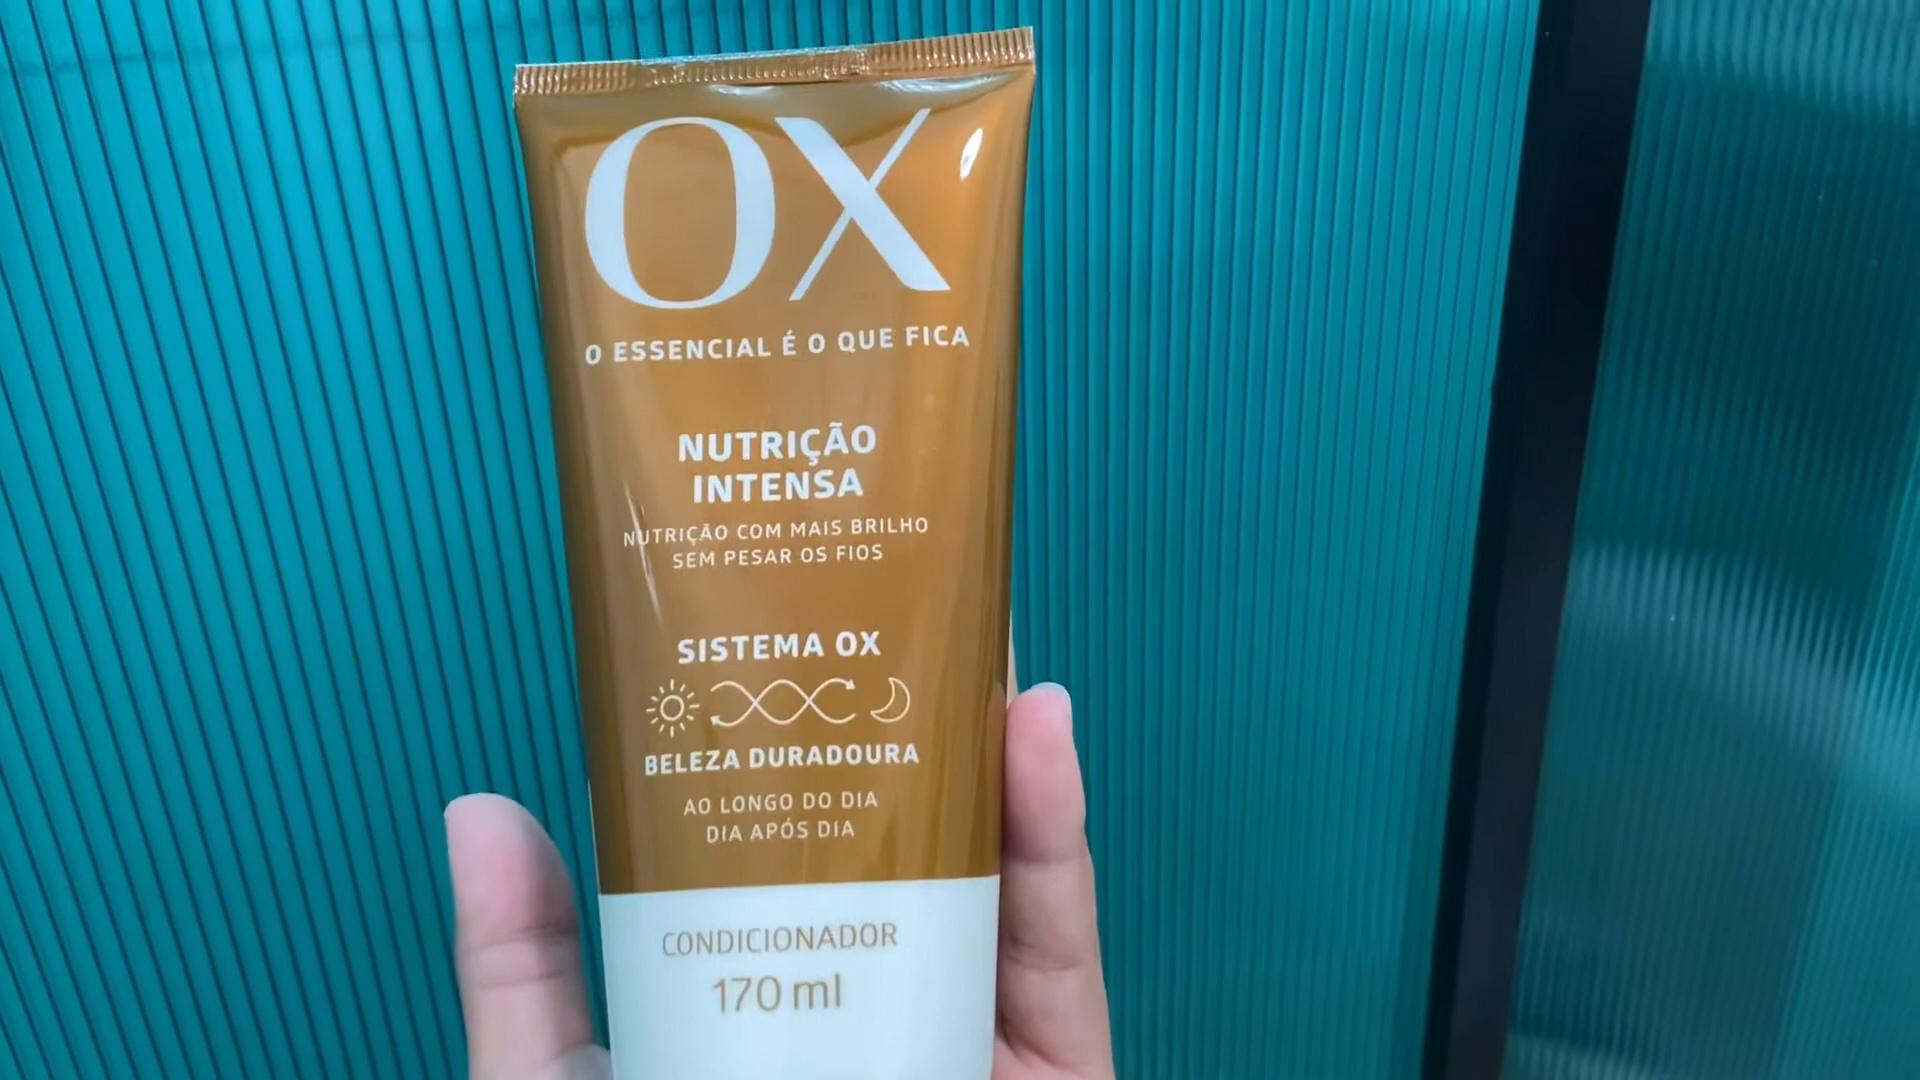 OX
O ESSENCIAL É O QUE FICA
NUTRIÇÃO
INTENSA
NUTRIÇÃO COM MAIS BRILHO
SEM PESAR OS FIOS
SISTEMA OX
BELEZA DURADOURA
AO LONGO DO DIA
DIA APÓS DIA
CONDICIONADOR
170 ml